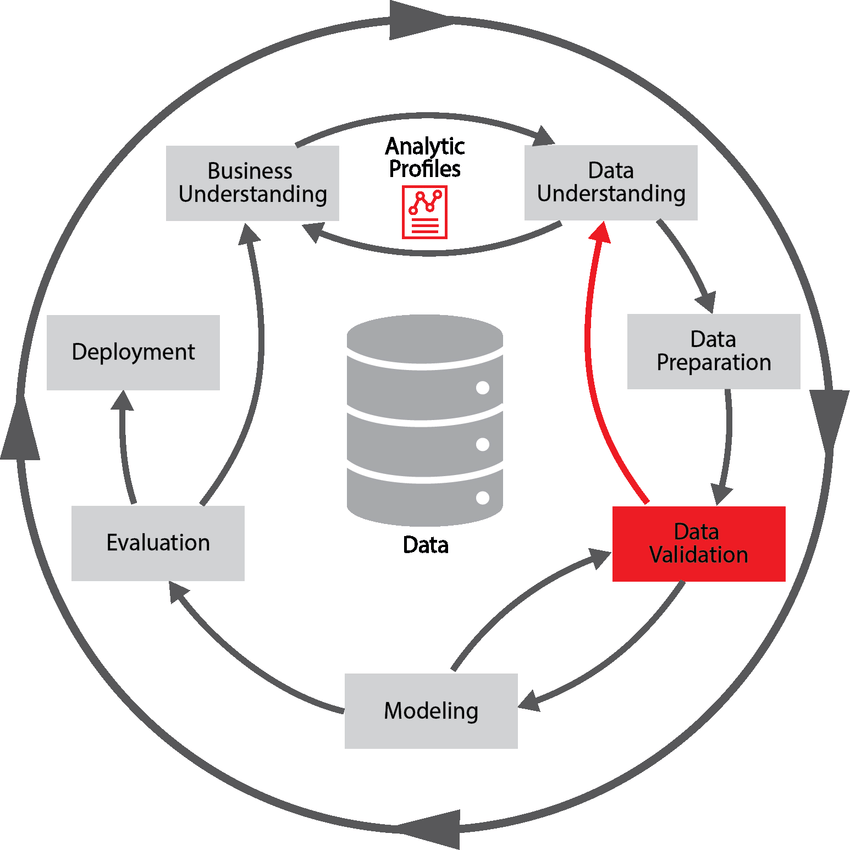 Analytic
Profiles
Business
Understanding
Data
Understanding
Deployment
Data
Preparation
Data
Evaluation
Data
Validation
Modeling